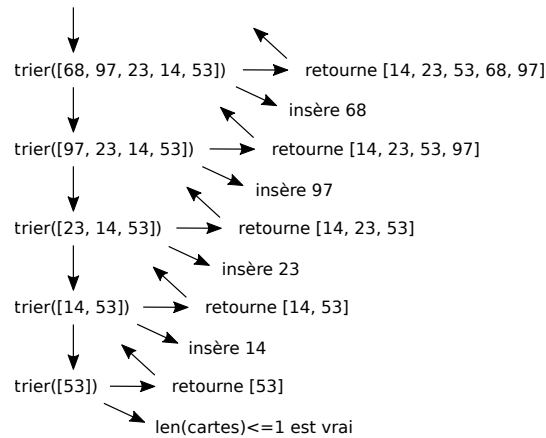 trier([68, 97, 23, 14, 53]) retourne [14, 23, 53, 68, 97]
insère 68
trier([97, 23, 14, 53]) retourne [14, 23, 53, 97]
insère 97
trier([23, 14, 53]) retourne [14, 23, 53]
insère 23
trier([14, 53]) retourne [14, 53]
insère 14
trier([53]) retourne [53]
len(cartes)<=1 est vrai